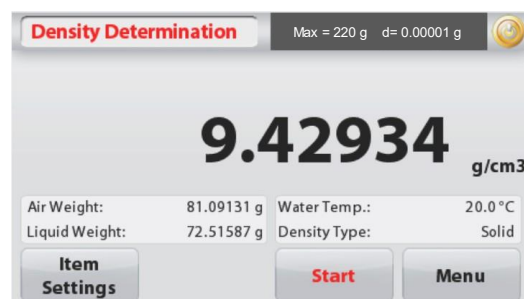 Density Determination Max = 220 g d= 0.00001 g
9.42934 g/cm3
Air Weight: 81.09131 g Water Temp.: 20.0°C
Liquid Weight: 72.51587 g Density Type: Solid
Item
Settings
Start
Menu